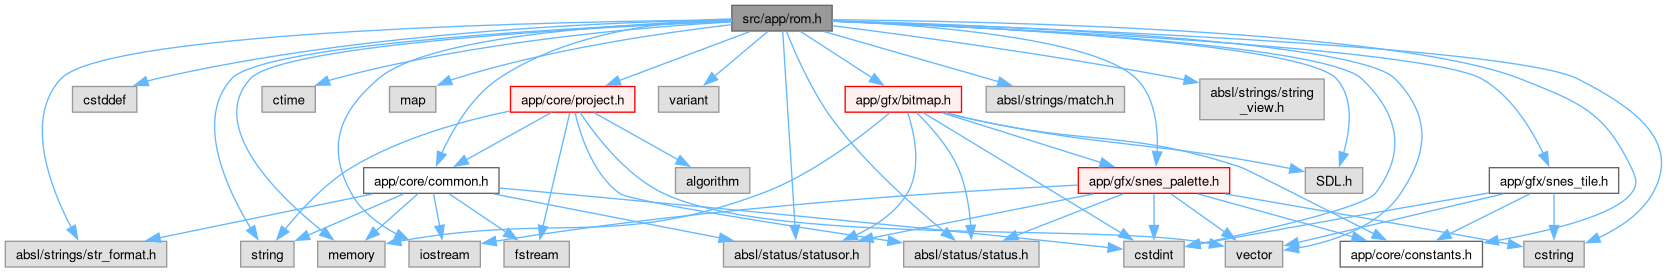 src/app/rom.h
cstddef
ctime
map
app/core/project.h
variant
app/gfx/bitmap.h
absl/strings/match.h
absl/strings/string
_view.h
app/core/common.h
algorithm
app/gfx/snes_palette.h
SDL.h
app/gfx/snes_tile.h
absl/strings/str_format.h
string
memory
iostream
fstream
absl/status/statusor.h
absl/status/status.h
cstdint
vector
app/core/constants.h
cstring